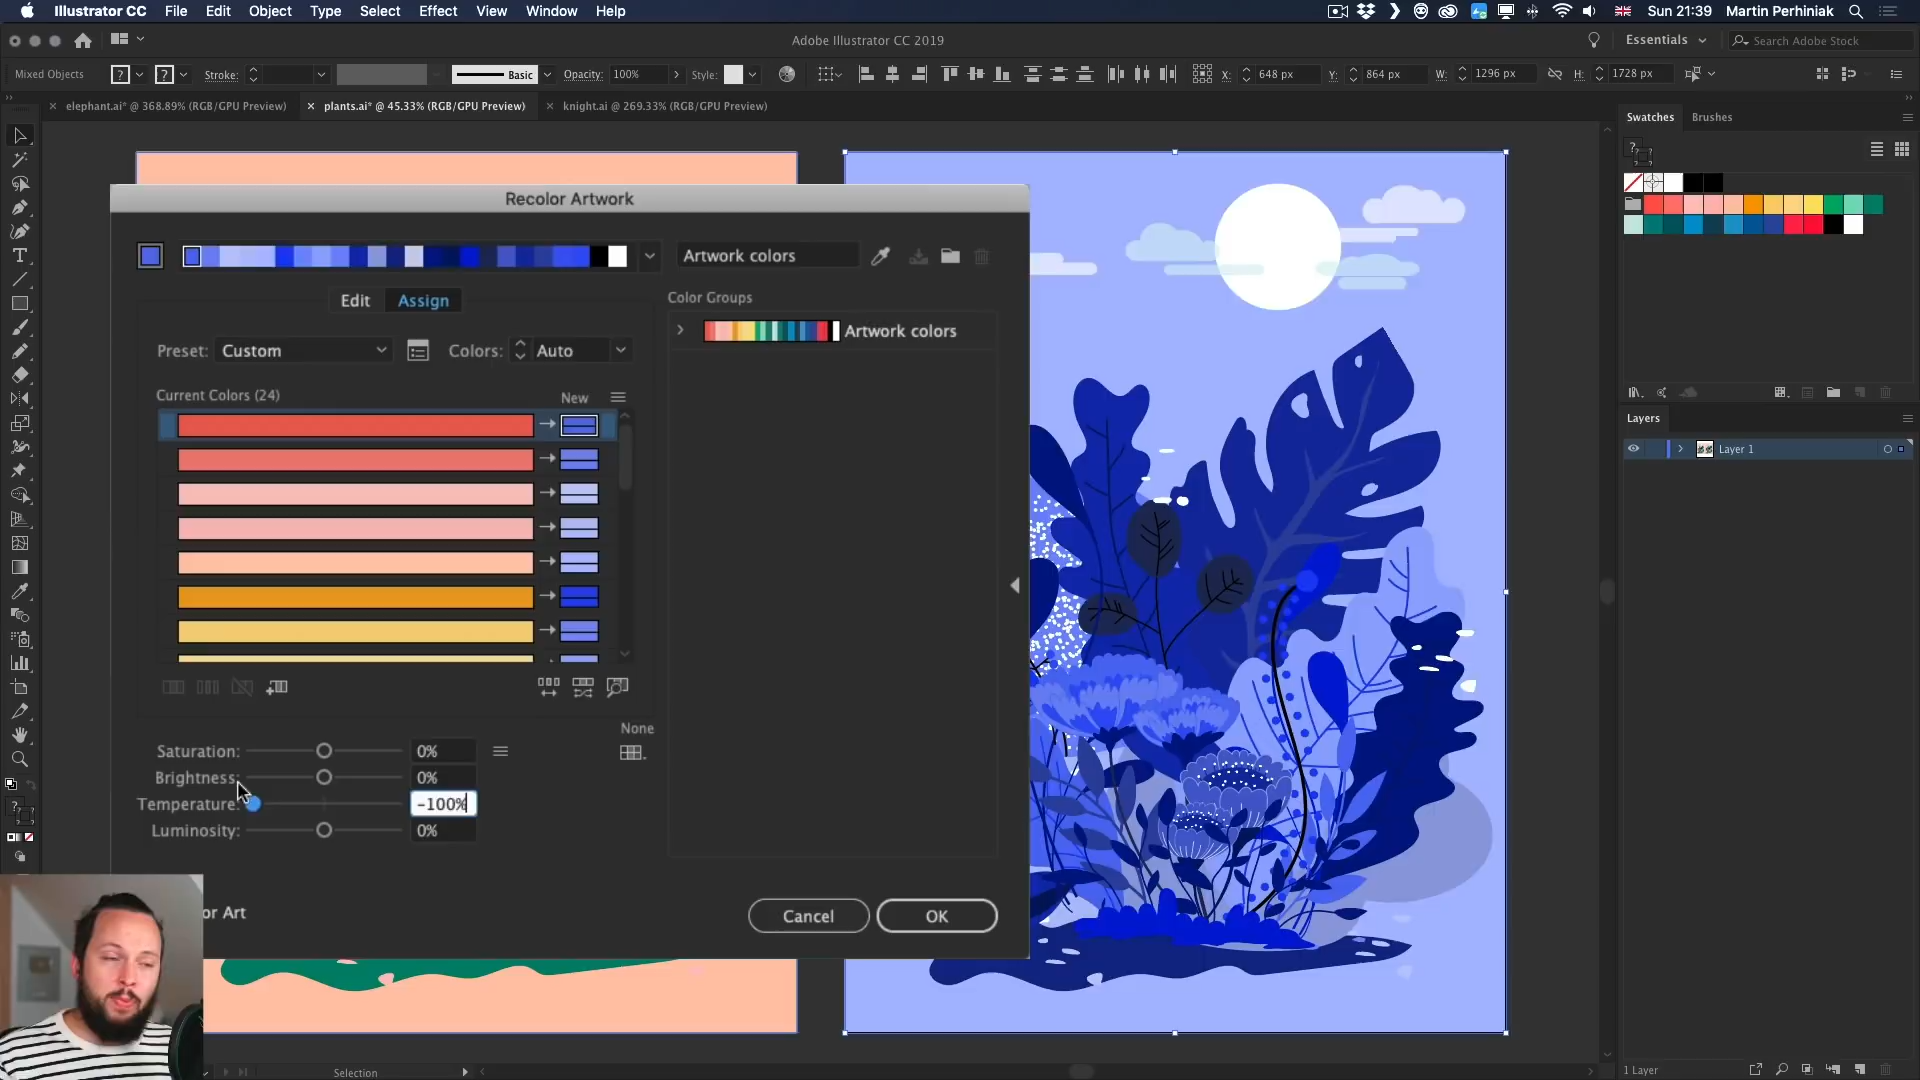 Illustrator CC File Edit Object Type Select Effect View Window Help Sun 21:39 Martin Perhiniak
Adobe Illustrator CC 2019 Essentials Search Adobe Stock
Mixed Objects ? ? Stroke: Basic Opacity: 100% Style: X: 648 px Y: 864 px W: 1296 px H: 1728 px
elephant.ai* @ 368.89% (RGB/GPU Preview) plants.ai* @ 45.33% (RGB/GPU Preview) knight.ai @ 269.33% (RGB/GPU Preview)
Swatches Brushes
Recolor Artwork
Artwork colors
Edit Assign
Color Groups
Artwork colors
Preset: Custom Colors: Auto
Current Colors (24) New
Layers
Layer 1
None
Saturation: 0%
Brightness: 0%
Temperature: -100%
Luminosity: 0%
or Art
Cancel OK
Selection
1 Layer